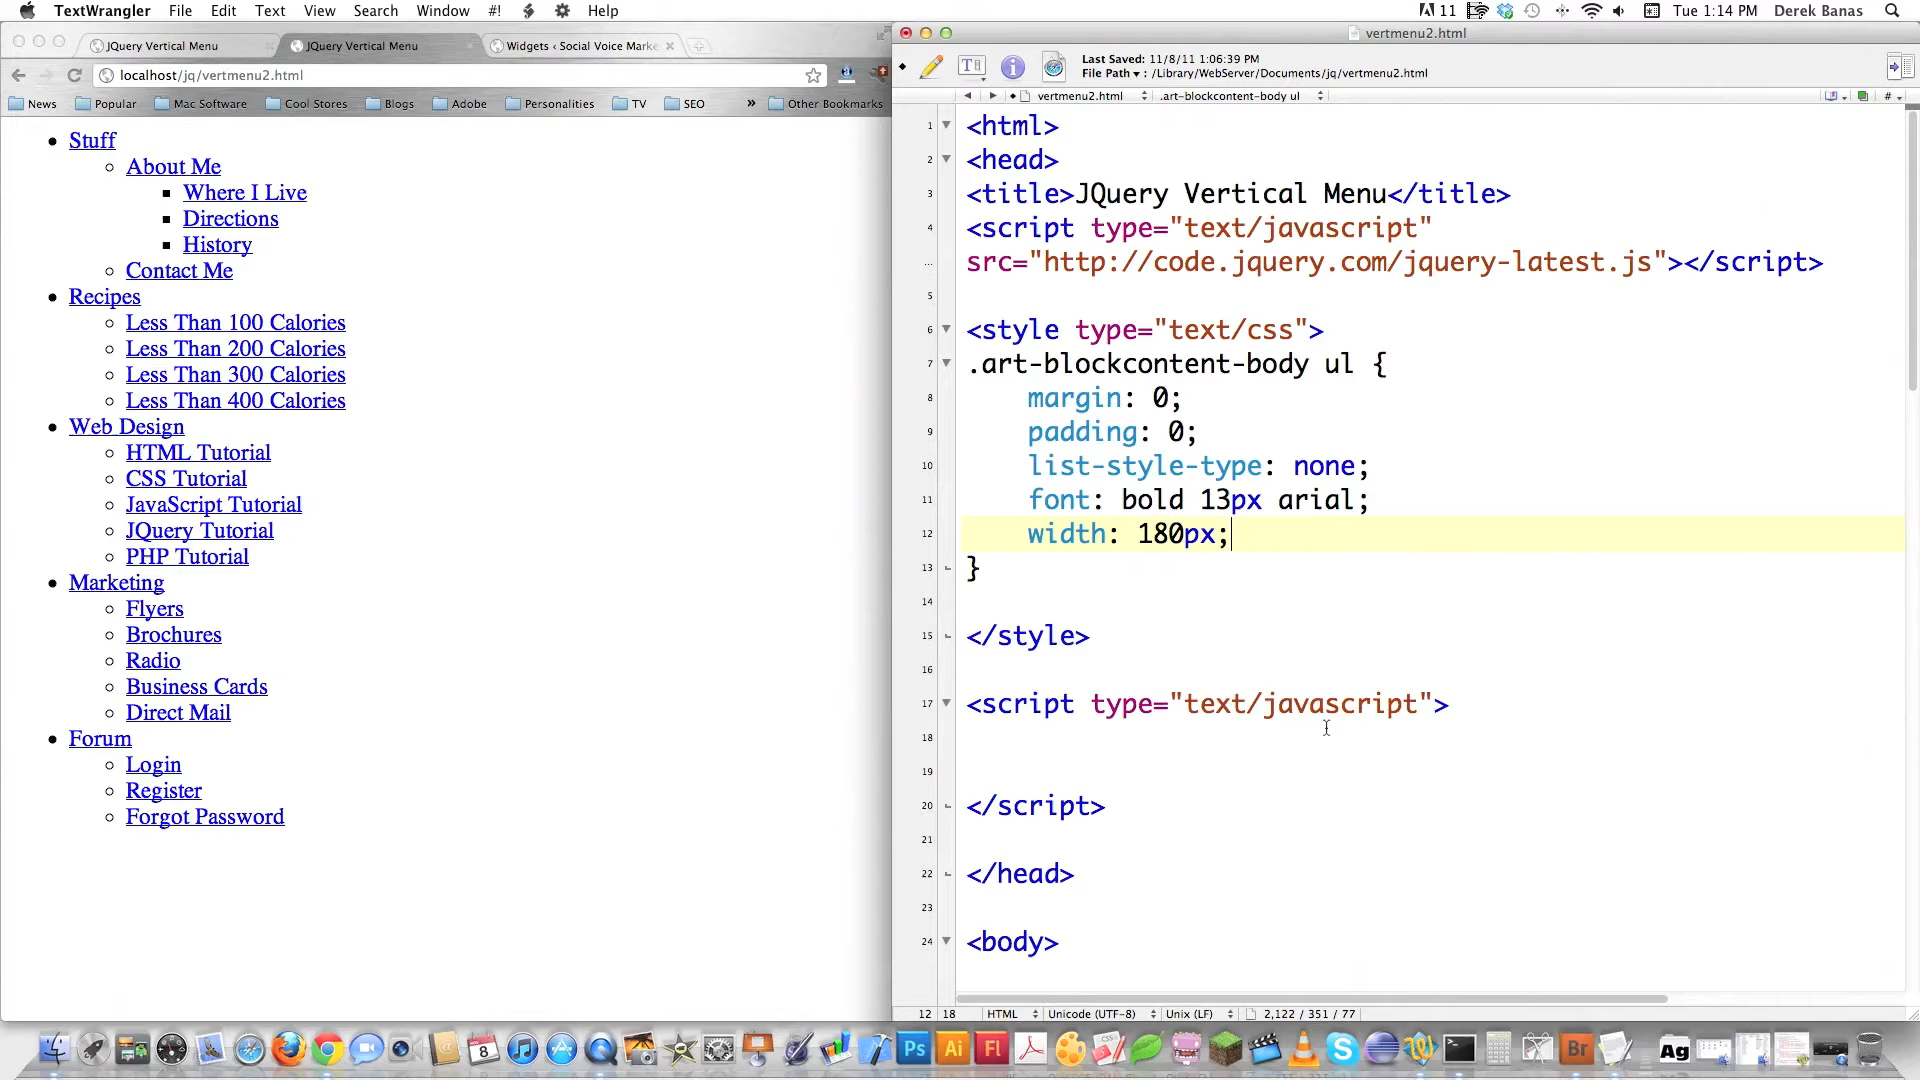 TextWrangler File Edit Text View Search Window #! Help
11 Tue 1:14 PM Derek Banas
JQuery Vertical Menu
JQuery Vertical Menu
Widgets ‹ Social Voice Marke
localhost/jq/vertmenu2.html
News Popular Mac Software Cool Stores Blogs Adobe Personalities TV SEO » Other Bookmarks
Stuff
About Me
Where I Live
Directions
History
Contact Me
Recipes
Less Than 100 Calories
Less Than 200 Calories
Less Than 300 Calories
Less Than 400 Calories
Web Design
HTML Tutorial
CSS Tutorial
JavaScript Tutorial
JQuery Tutorial
PHP Tutorial
Marketing
Flyers
Brochures
Radio
Business Cards
Direct Mail
Forum
Login
Register
Forgot Password
vertmenu2.html
Last Saved: 11/8/11 1:06:39 PM
File Path ▾ : /Library/WebServer/Documents/jq/vertmenu2.html
vertmenu2.html .art-blockcontent-body ul
1 <html>
2 <head>
3 <title>JQuery Vertical Menu</title>
4 <script type="text/javascript"
... src="http://code.jquery.com/jquery-latest.js"></script>
5
6 <style type="text/css">
7 .art-blockcontent-body ul {
8 margin: 0;
9 padding: 0;
10 list-style-type: none;
11 font: bold 13px arial;
12 width: 180px;
13 }
14
15 </style>
16
17 <script type="text/javascript">
18
19
20 </script>
21
22 </head>
23
24 <body>
12 18 HTML Unicode (UTF-8) Unix (LF) 2,122 / 351 / 77
8 Ps Ai Fl Br Ag